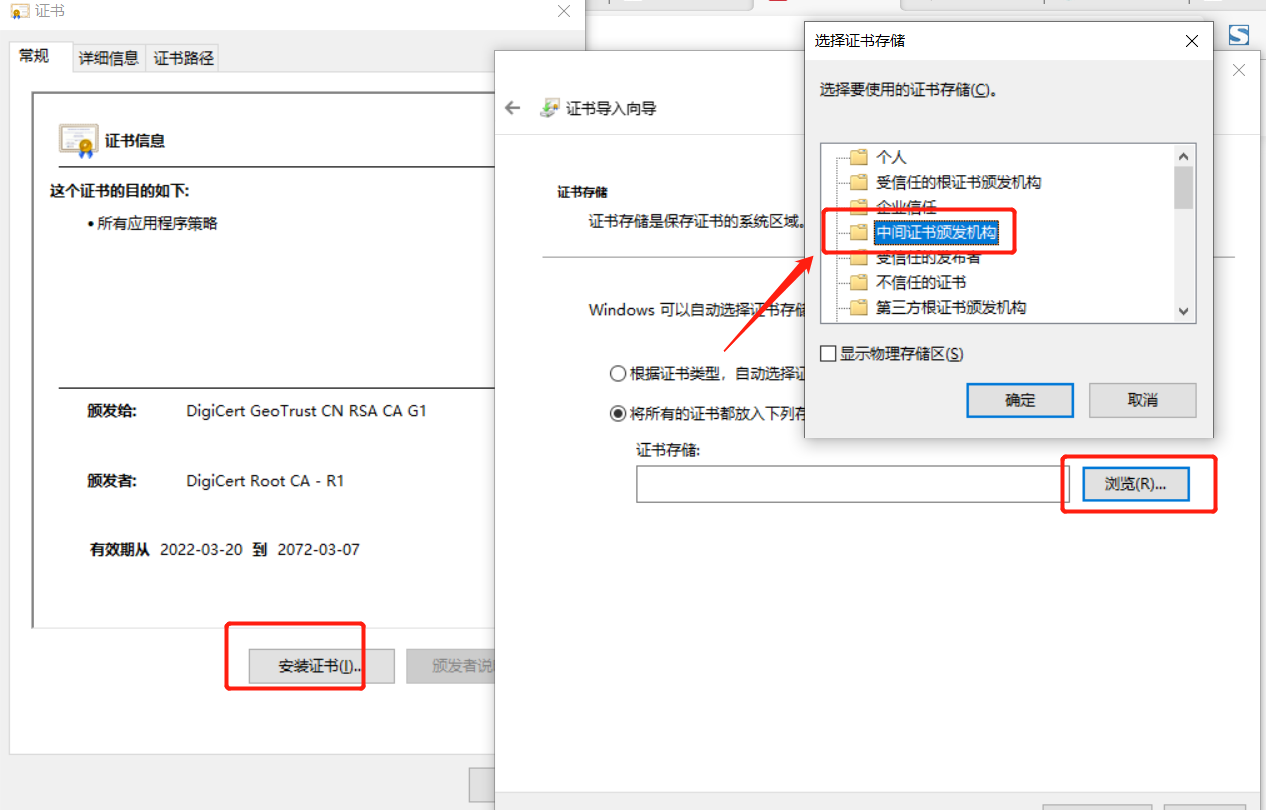 证书
常规
详细信息
证书路径
证书信息
这个证书的目的如下:
• 所有应用程序策略
颁发给: DigiCert GeoTrust CN RSA CA G1
颁发者: DigiCert Root CA - R1
有效期从 2022-03-20 到 2072-03-07
安装证书(I)...
颁发者说
证书导入向导
证书存储
证书存储是保存证书的系统区域。
Windows 可以自动选择证书存储
根据证书类型，自动选择证
将所有的证书都放入下列存
证书存储:
浏览(R)...
选择证书存储
选择要使用的证书存储(C)。
个人
受信任的根证书颁发机构
企业信任
中间证书颁发机构
受信任的发布者
不信任的证书
第三方根证书颁发机构
显示物理存储区(S)
确定
取消